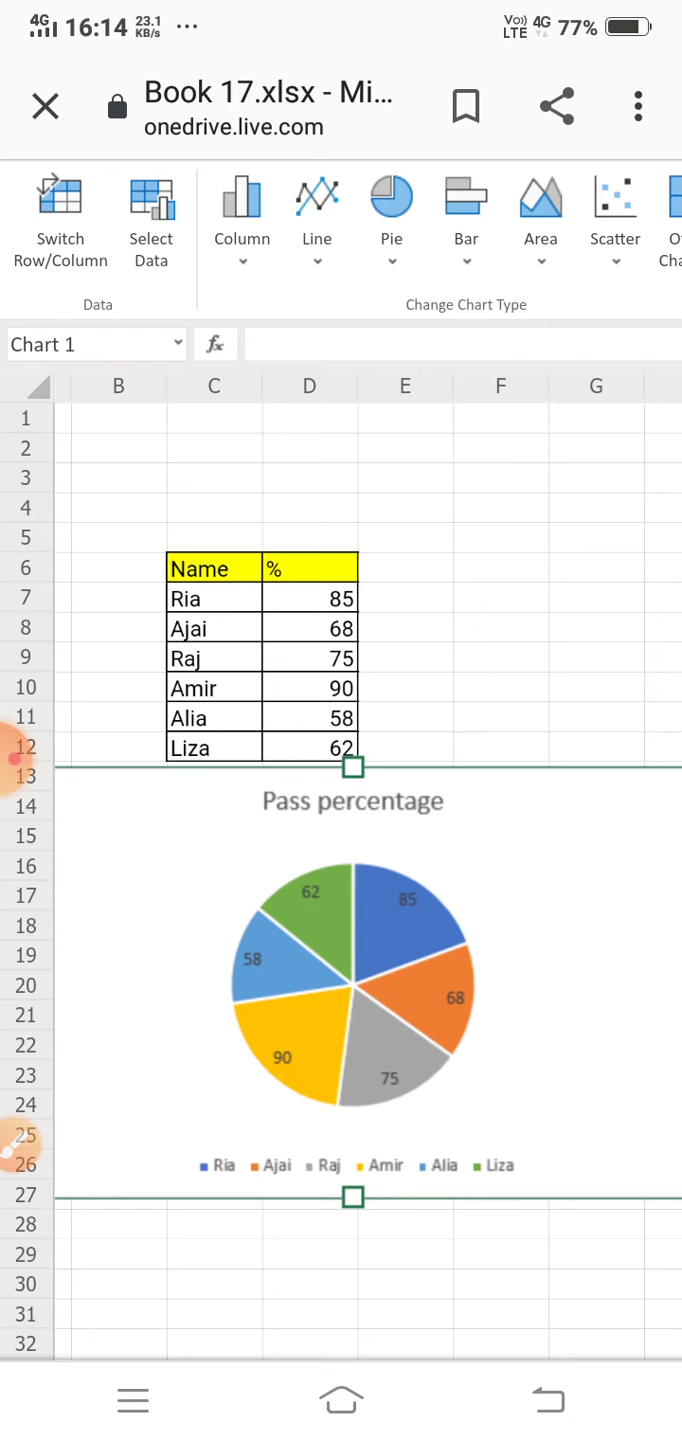 4G 16:14 23.1 KB/s ... Vo) LTE 4G 77%
Book 17.xlsx - Mi...
onedrive.live.com
Switch Row/Column
Select Data
Column
Line
Pie
Bar
Area
Scatter
Data
Change Chart Type
Chart 1 fx
B C D E F G
1
2
3
4
5
6 Name %
7 Ria 85
8 Ajai 68
9 Raj 75
10 Amir 90
11 Alia 58
12 Liza 62
13
14 Pass percentage
15
16
17 62 85
18
19 58
20 68
21
22
23 90 75
24
25
26 Ria Ajai Raj Amir Alia Liza
27
28
29
30
31
32